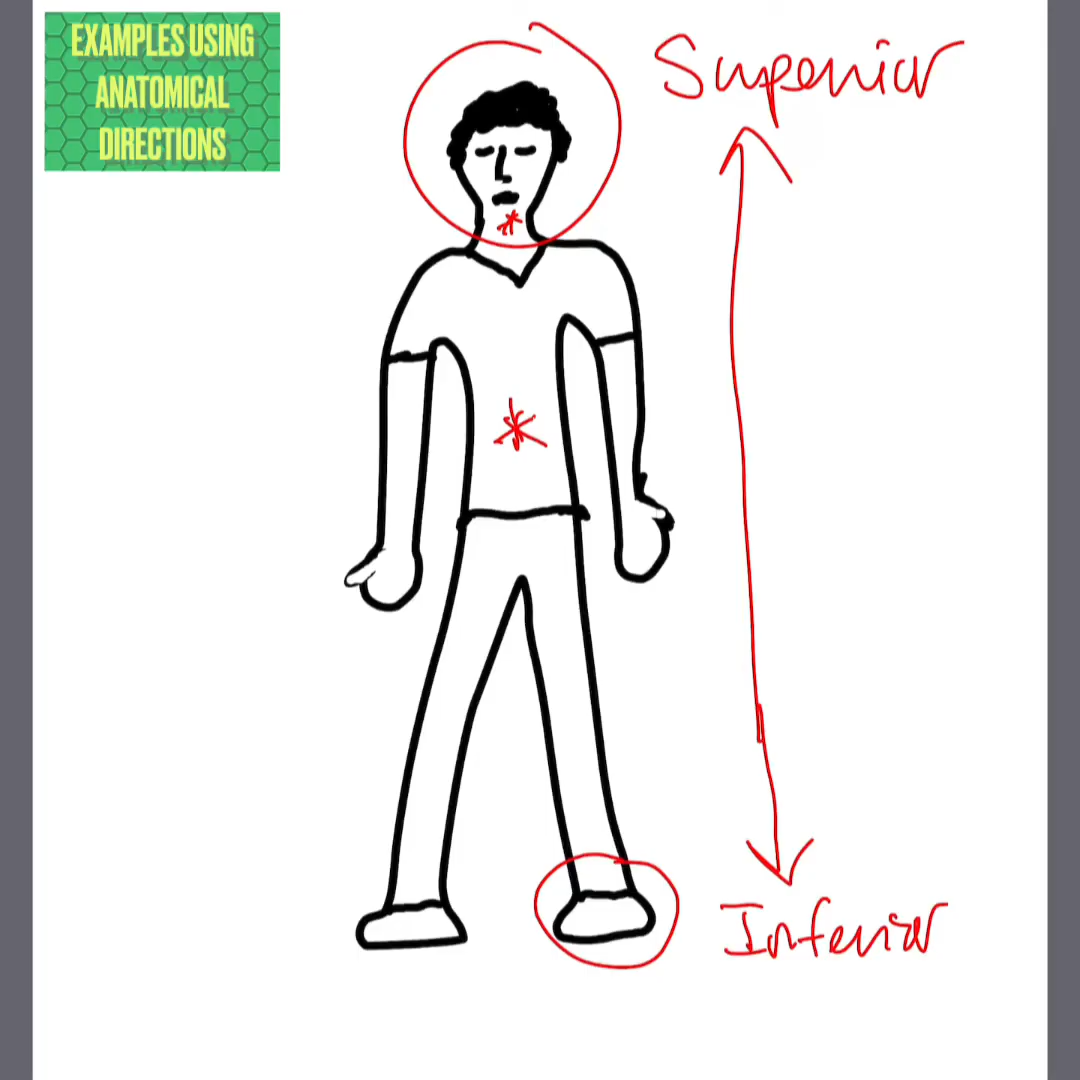 EXAMPLES USING
ANATOMICAL
DIRECTIONS
Superior
Inferior